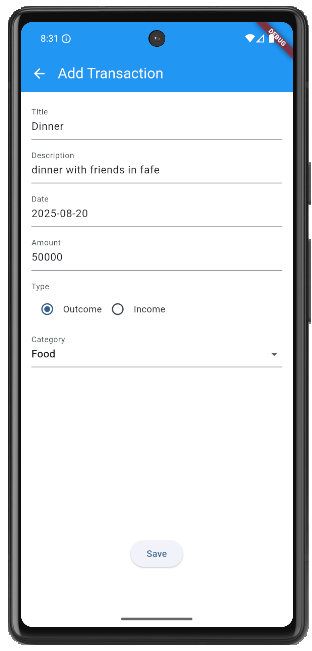 8:31
DEBUG
Add Transaction
Title
Dinner
Description
dinner with friends in fafe
Date
2025-08-20
Amount
50000
Type
Outcome Income
Category
Food
Save